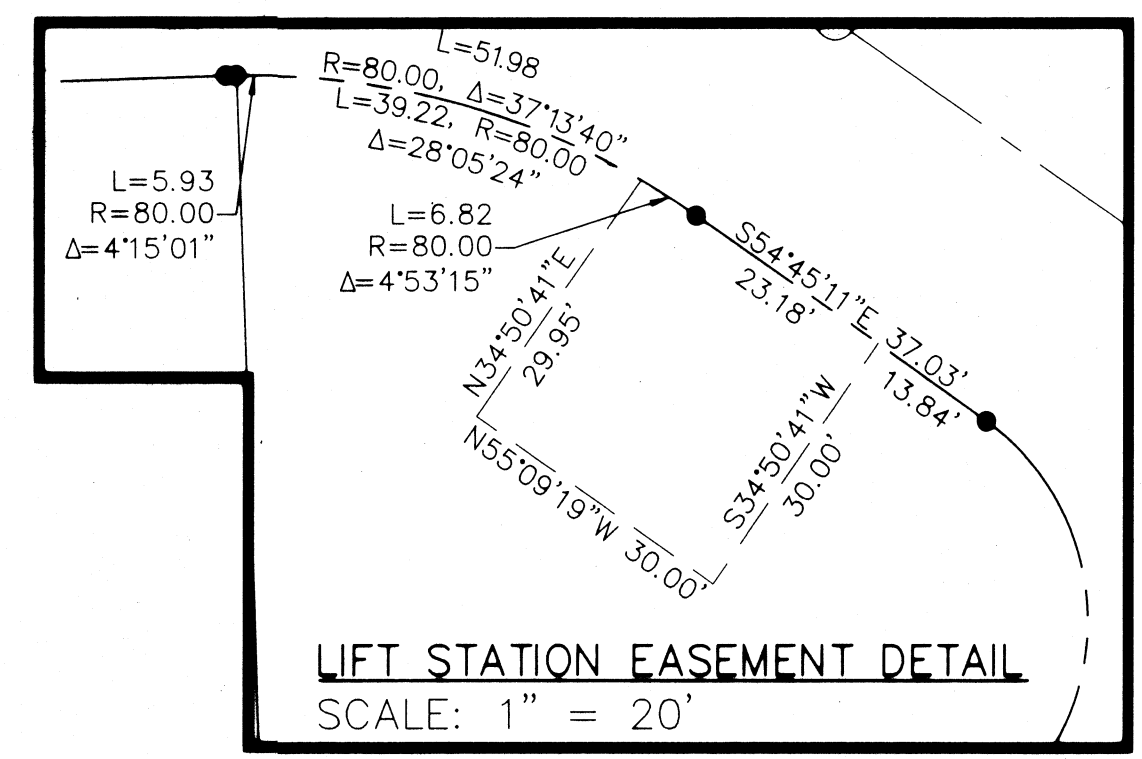 L=51.98
R=80.00, Δ=37°13'40"
L=39.22, R=80.00
Δ=28°05'24"
L=5.93
R=80.00
Δ=4°15'01"
L=6.82
R=80.00
Δ=4°53'15"
S54°45'11"E 37.03'
23.18'
13.84'
N34°50'41"E
29.95'
S34°50'41"W
30.00'
N55°09'19"W 30.00'
LIFT STATION EASEMENT DETAIL
SCALE: 1" = 20'